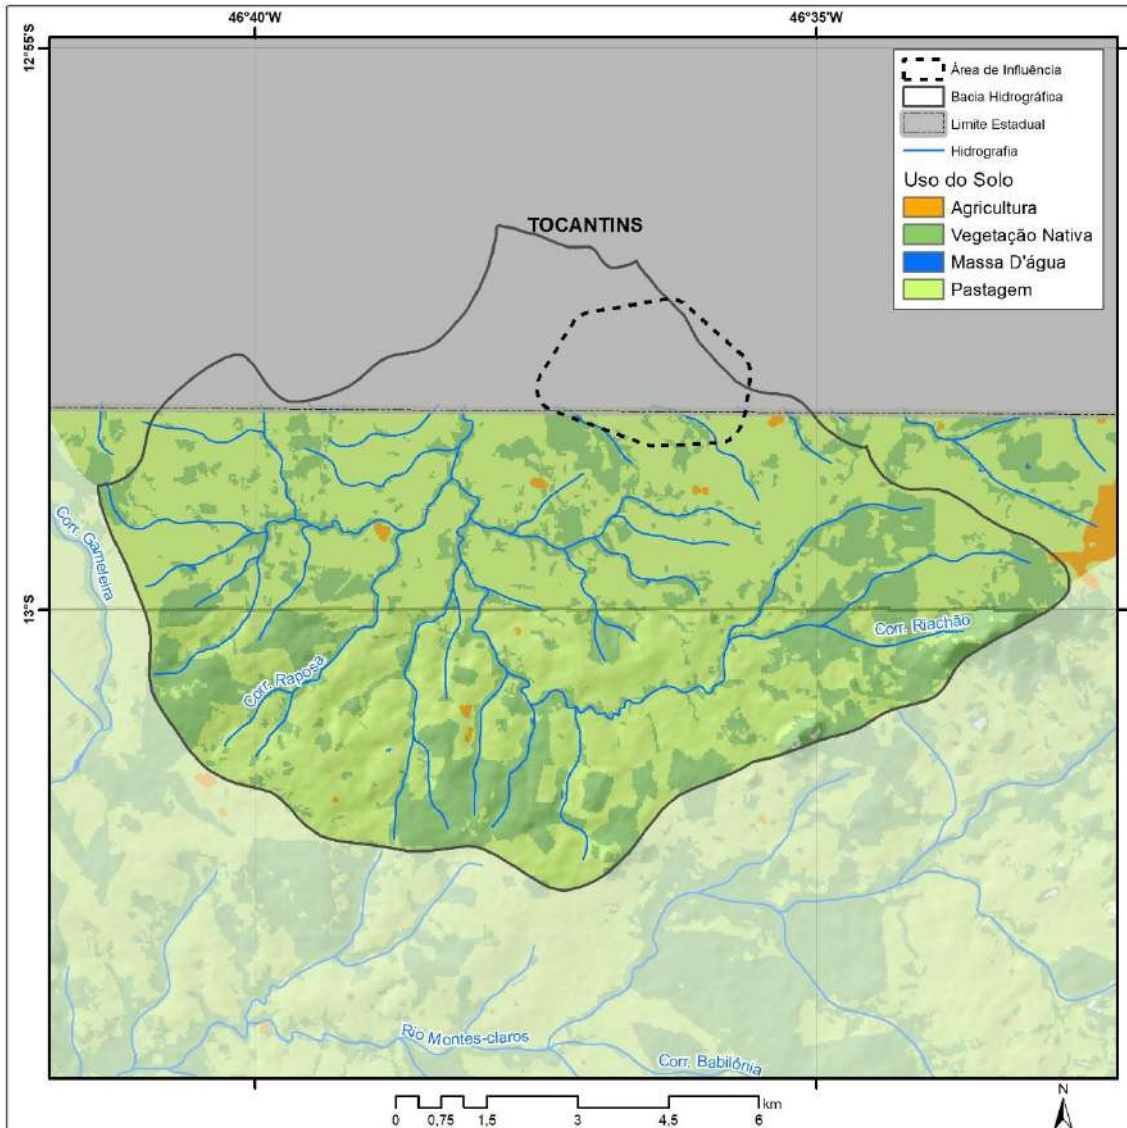 46°40'W
46°35'W
12°55'S
Área de Influência
Bacia Hidrográfica
Limite Estadual
Hidrografia
Uso do Solo
Agricultura
Vegetação Nativa
Massa D'água
Pastagem
TOCANTINS
Corr. Gameleira
13°S
Corr. Riachão
Corr. Raposa
Rio Montes-claros
Corr. Babilônia
N
km
0 0,75 1,5 3 4,5 6